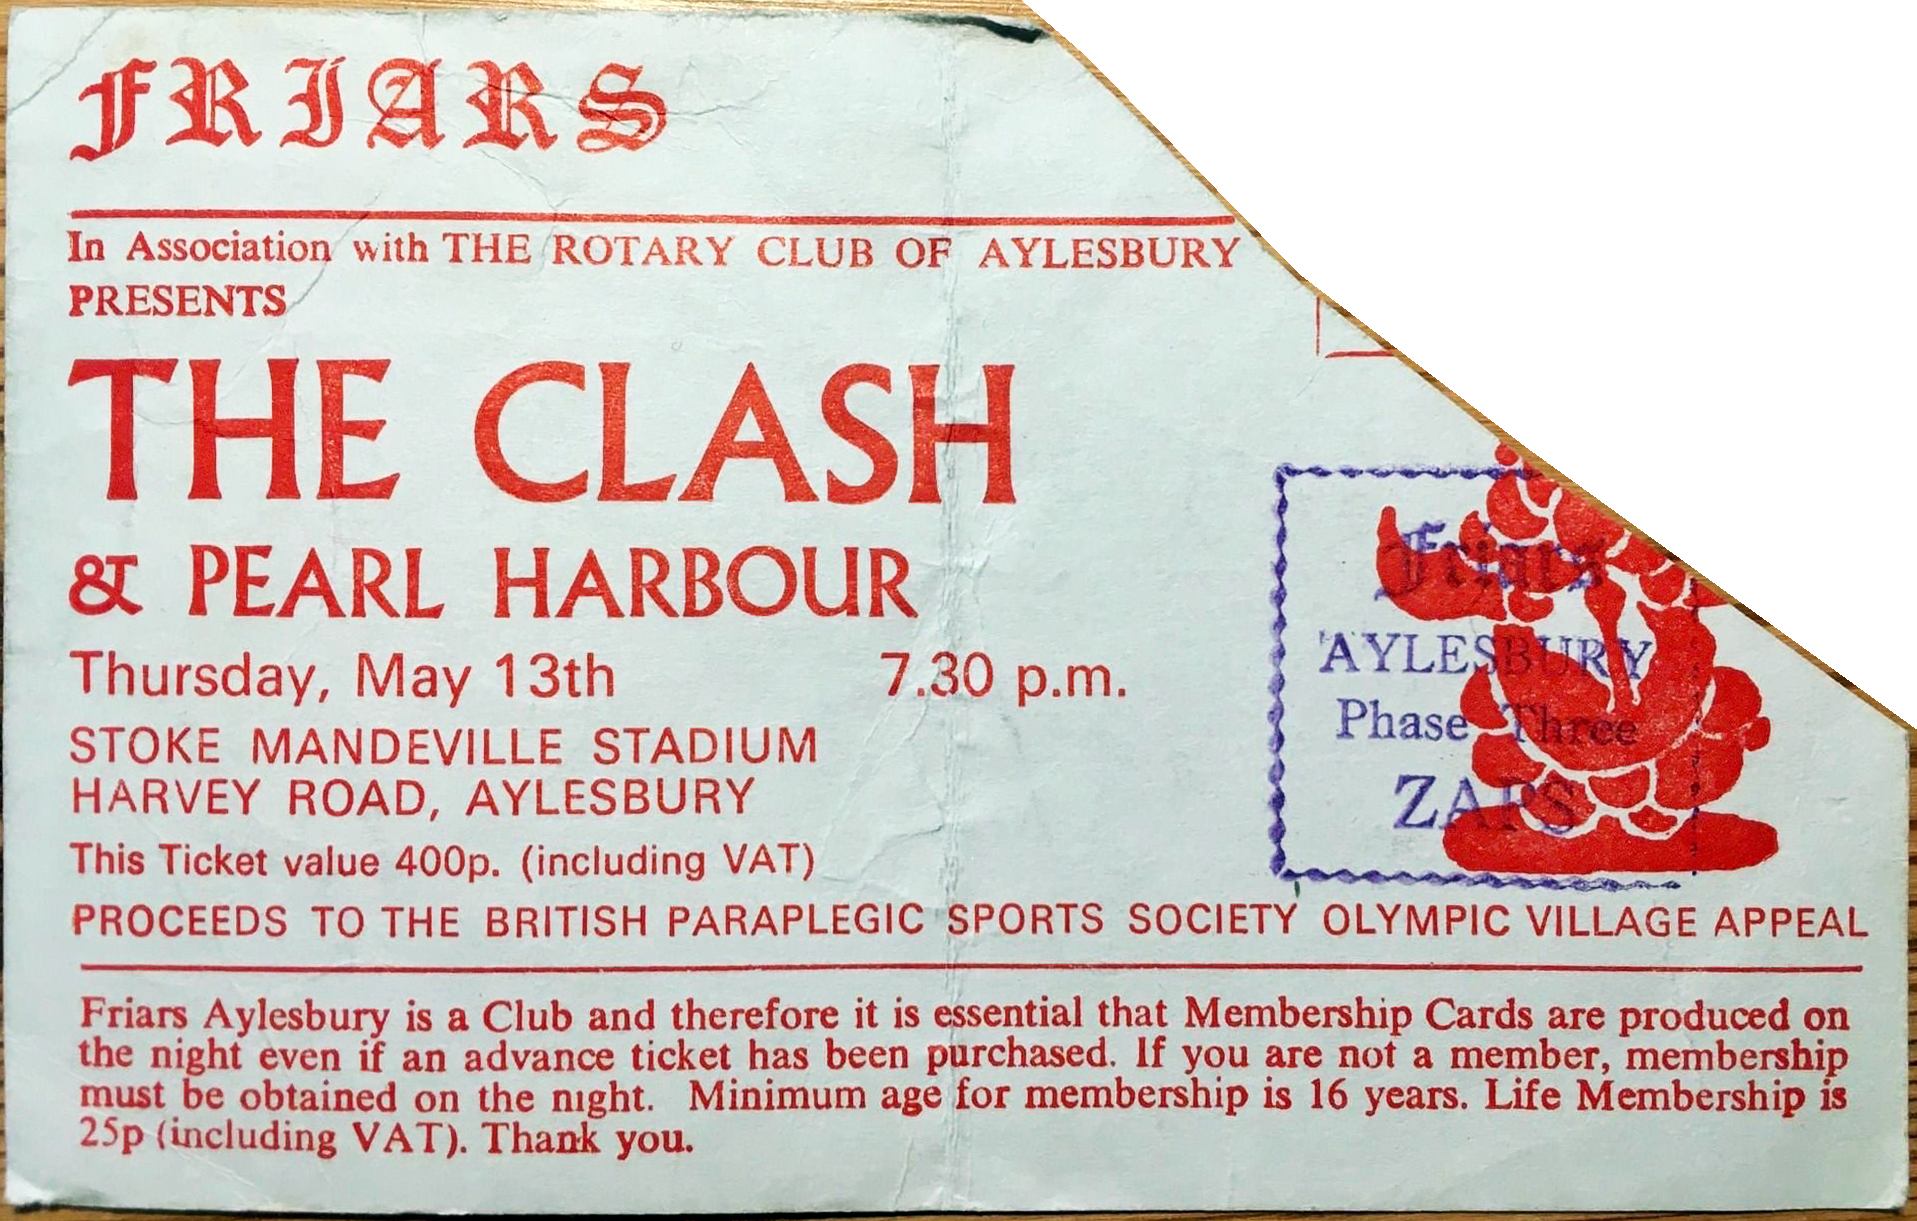 FRIARS
In Association with THE ROTARY CLUB OF AYLESBURY
PRESENTS
THE CLASH
& PEARL HARBOUR
Thursday, May 13th 7.30 p.m.
STOKE MANDEVILLE STADIUM
HARVEY ROAD, AYLESBURY
This Ticket value 400p. (including VAT)
PROCEEDS TO THE BRITISH PARAPLEGIC SPORTS SOCIETY OLYMPIC VILLAGE APPEAL
Friars
AYLESBURY
Phase Three
ZAPS
Friars Aylesbury is a Club and therefore it is essential that Membership Cards are produced on
the night even if an advance ticket has been purchased. If you are not a member, membership
must be obtained on the night. Minimum age for membership is 16 years. Life Membership is
25p (including VAT). Thank you.